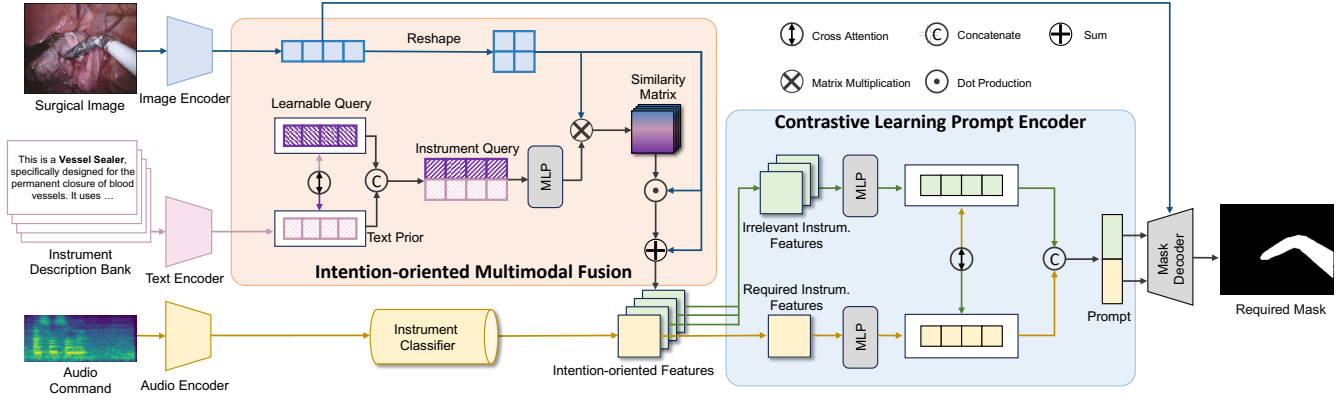 Surgical Image
Image Encoder
Reshape
Learnable Query
Instrument Query
MLP
C
Text Prior
Similarity
Matrix
Intention-oriented Multimodal Fusion
This is a Vessel Sealer,
specifically designed for the
permanent closure of blood
vessels. It uses …
Instrument
Description Bank
Text Encoder
Audio
Command
Audio Encoder
Instrument
Classifier
Intention-oriented Features
Cross Attention
C
Concatenate
Sum
Matrix Multiplication
Dot Production
Contrastive Learning Prompt Encoder
MLP
Irrelevant Instrum.
Features
Required Instrum.
Features
MLP
C
Prompt
Mask
Decoder
Required Mask